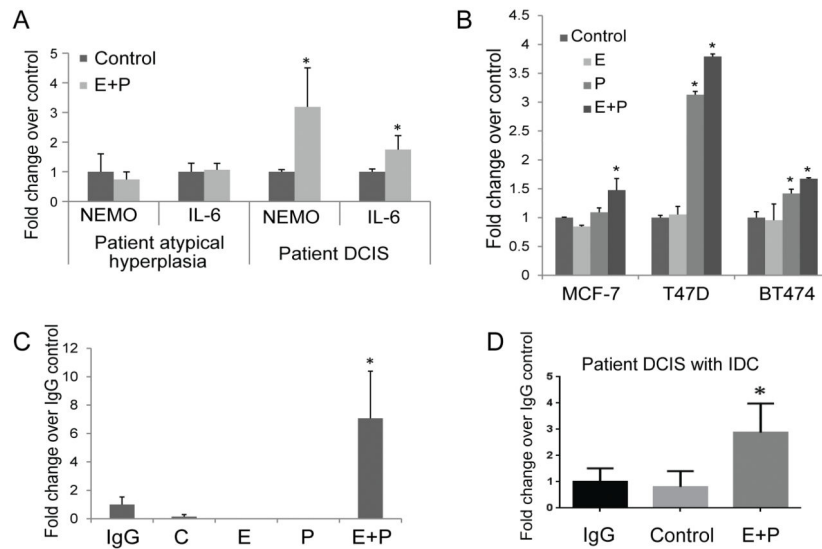 A
Fold change over control
Control
E+P
5
4
3
2
1
0
*
*
NEMO IL-6 NEMO IL-6
Patient atypical
hyperplasia
Patient DCIS
B
Fold change over control
Control
E
P
E+P
4.5
4
3.5
3
2.5
2
1.5
1
0.5
0
*
*
*
*
*
MCF-7 T47D BT474
C
Fold change over IgG control
12
10
8
6
4
2
0
*
IgG C E P E+P
D
Patient DCIS with IDC
Fold change over IgG control
5
4
3
2
1
0
*
IgG Control E+P